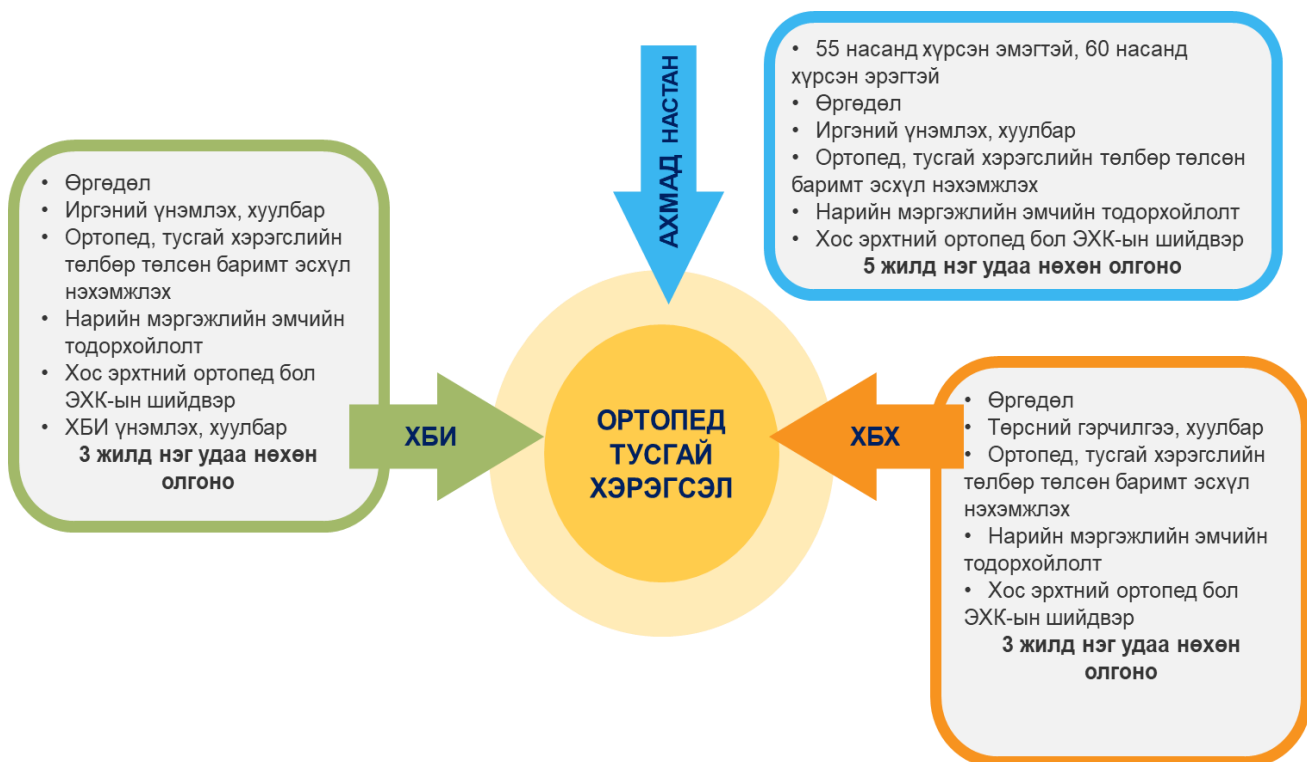 • Өргөдөл
• Иргэний үнэмлэх, хуулбар
• Ортопед, тусгай хэрэгслийн
төлбөр төлсөн баримт эсхүл
нэхэмжлэх
• Нарийн мэргэжлийн эмчийн
тодорхойлолт
• Хос эрхтний ортопед бол
ЭХК-ын шийдвэр
• ХБИ үнэмлэх, хуулбар
3 жилд нэг удаа нөхөн
олгоно
ХБИ
АХМАД НАСТАН
• 55 насанд хүрсэн эмэгтэй, 60 насанд
хүрсэн эрэгтэй
• Өргөдөл
• Иргэний үнэмлэх, хуулбар
• Ортопед, тусгай хэрэгслийн төлбөр төлсөн
баримт эсхүл нэхэмжлэх
• Нарийн мэргэжлийн эмчийн тодорхойлолт
• Хос эрхтний ортопед бол ЭХК-ын шийдвэр
5 жилд нэг удаа нөхөн олгоно
ОРТОПЕД
ТУСГАЙ
ХЭРЭГСЭЛ
ХБХ
• Өргөдөл
• Төрсний гэрчилгээ, хуулбар
• Ортопед, тусгай хэрэгслийн
төлбөр төлсөн баримт эсхүл
нэхэмжлэх
• Нарийн мэргэжлийн эмчийн
тодорхойлолт
• Хос эрхтний ортопед бол
ЭХК-ын шийдвэр
3 жилд нэг удаа нөхөн
олгоно